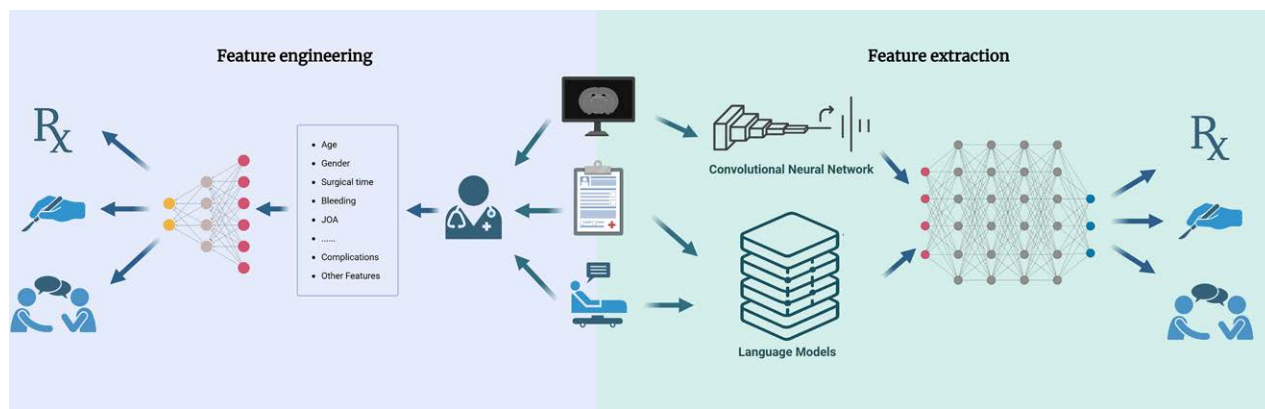 Feature engineering
Feature extraction
Rx
Age
Gender
Surgical time
Bleeding
JOA
......
Complications
Other Features
Convolutional Neural Network
Language Models
Rx